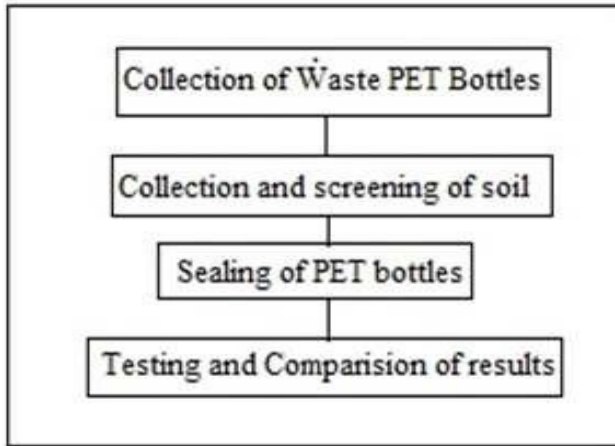 Collection of Waste PET Bottles
Collection and screening of soil
Sealing of PET bottles
Testing and Comparision of results